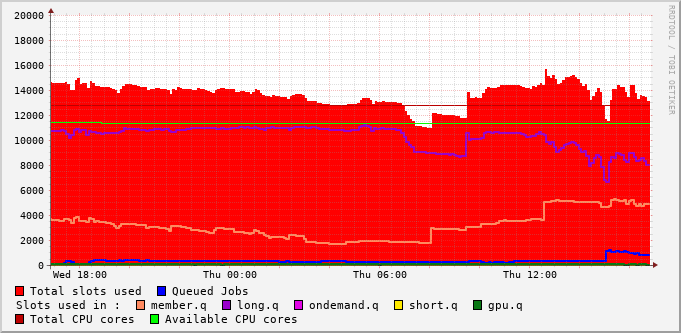 20000
18000
16000
14000
12000
10000
8000
6000
4000
2000
0
Wed 18:00 Thu 00:00 Thu 06:00 Thu 12:00
RRDTOOL / TOBI OETIKER
Total slots used Queued Jobs
Slots used in : member.q long.q ondemand.q short.q gpu.q
Total CPU cores Available CPU cores